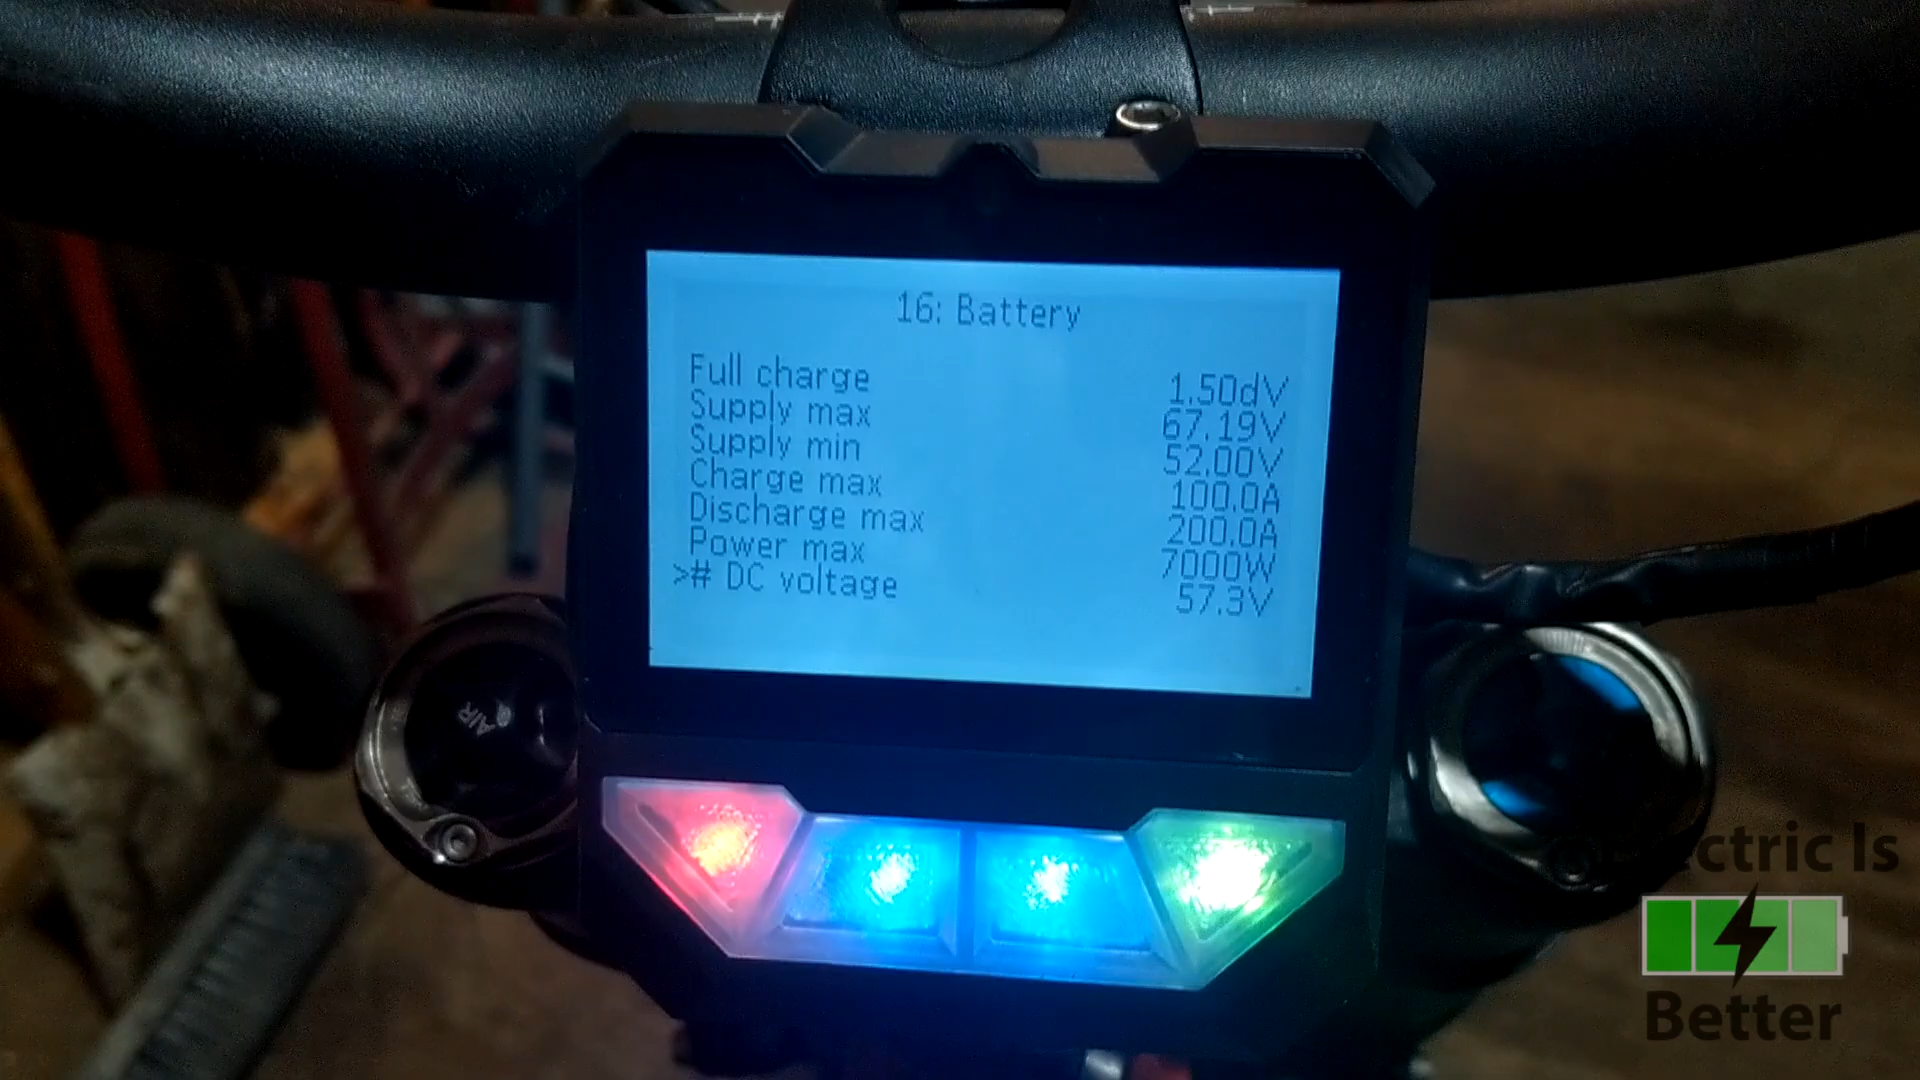 16: Battery
Full charge 1.50dV
Supply max 67.19V
Supply min 52.00V
Charge max 100.0A
Discharge max 200.0A
Power max 7000W
># DC voltage 57.3V
AIR
Electric Is
Better